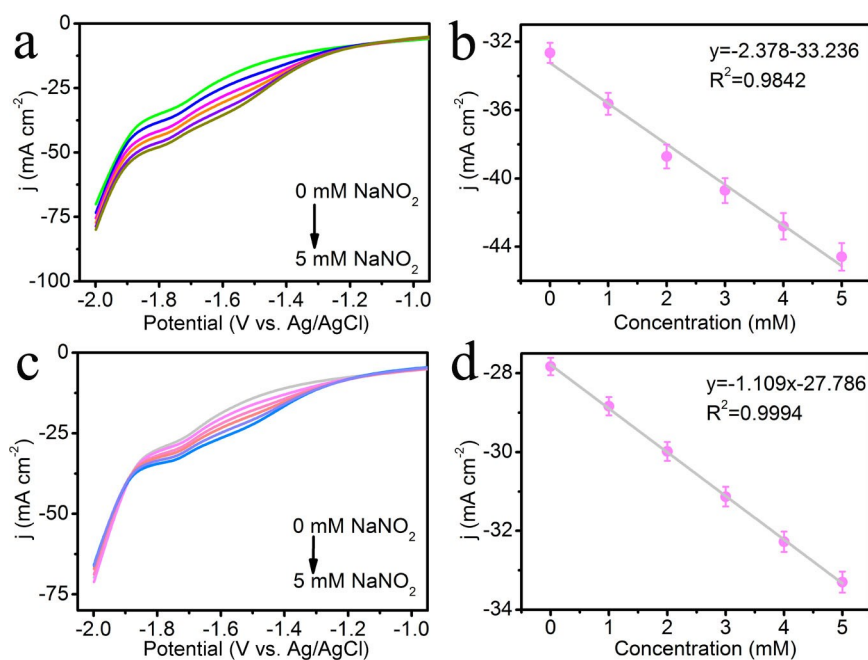 a
0
-25
-50
-75
-100
j (mA cm⁻²)
0 mM NaNO₂
5 mM NaNO₂
-2.0 -1.8 -1.6 -1.4 -1.2 -1.0
Potential (V vs. Ag/AgCl)
b
-32
-36
-40
-44
j (mA cm⁻²)
y=-2.378-33.236
R²=0.9842
0 1 2 3 4 5
Concentration (mM)
c
0
-25
-50
-75
j (mA cm⁻²)
0 mM NaNO₂
5 mM NaNO₂
-2.0 -1.8 -1.6 -1.4 -1.2 -1.0
Potential (V vs. Ag/AgCl)
d
-28
-30
-32
-34
j (mA cm⁻²)
y=-1.109x-27.786
R²=0.9994
0 1 2 3 4 5
Concentration (mM)